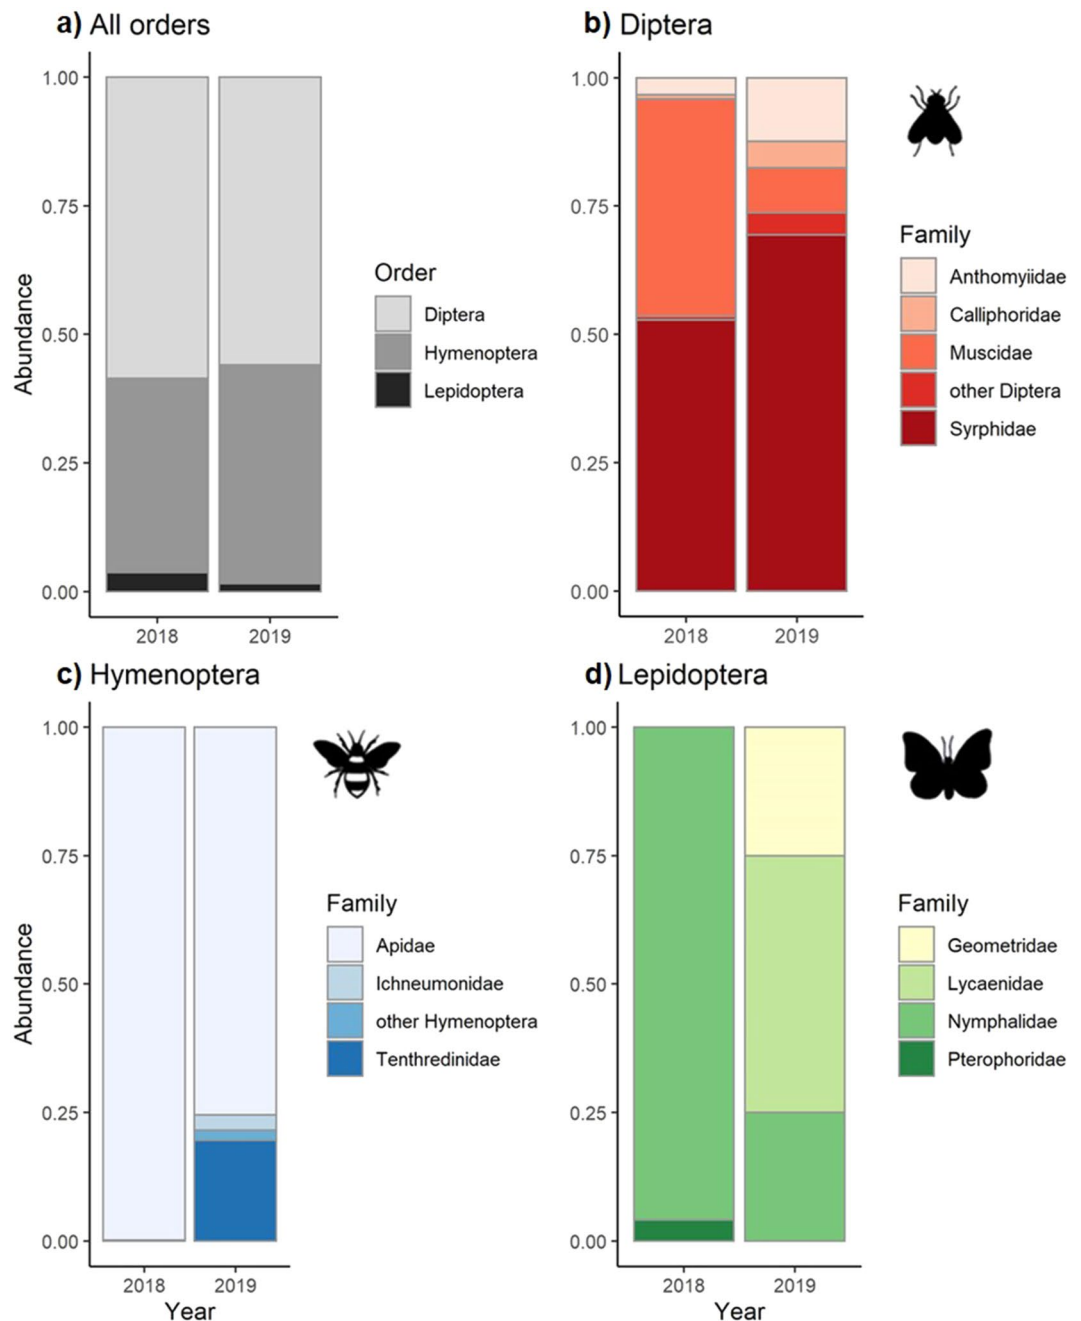 a) All orders
Abundance
1.00
0.75
0.50
0.25
0.00
2018 2019
Order
Diptera
Hymenoptera
Lepidoptera
b) Diptera
1.00
0.75
0.50
0.25
0.00
2018 2019
Family
Anthomyiidae
Calliphoridae
Muscidae
other Diptera
Syrphidae
c) Hymenoptera
Abundance
1.00
0.75
0.50
0.25
0.00
2018 2019
Year
Family
Apidae
Ichneumonidae
other Hymenoptera
Tenthredinidae
d) Lepidoptera
1.00
0.75
0.50
0.25
0.00
2018 2019
Year
Family
Geometridae
Lycaenidae
Nymphalidae
Pterophoridae